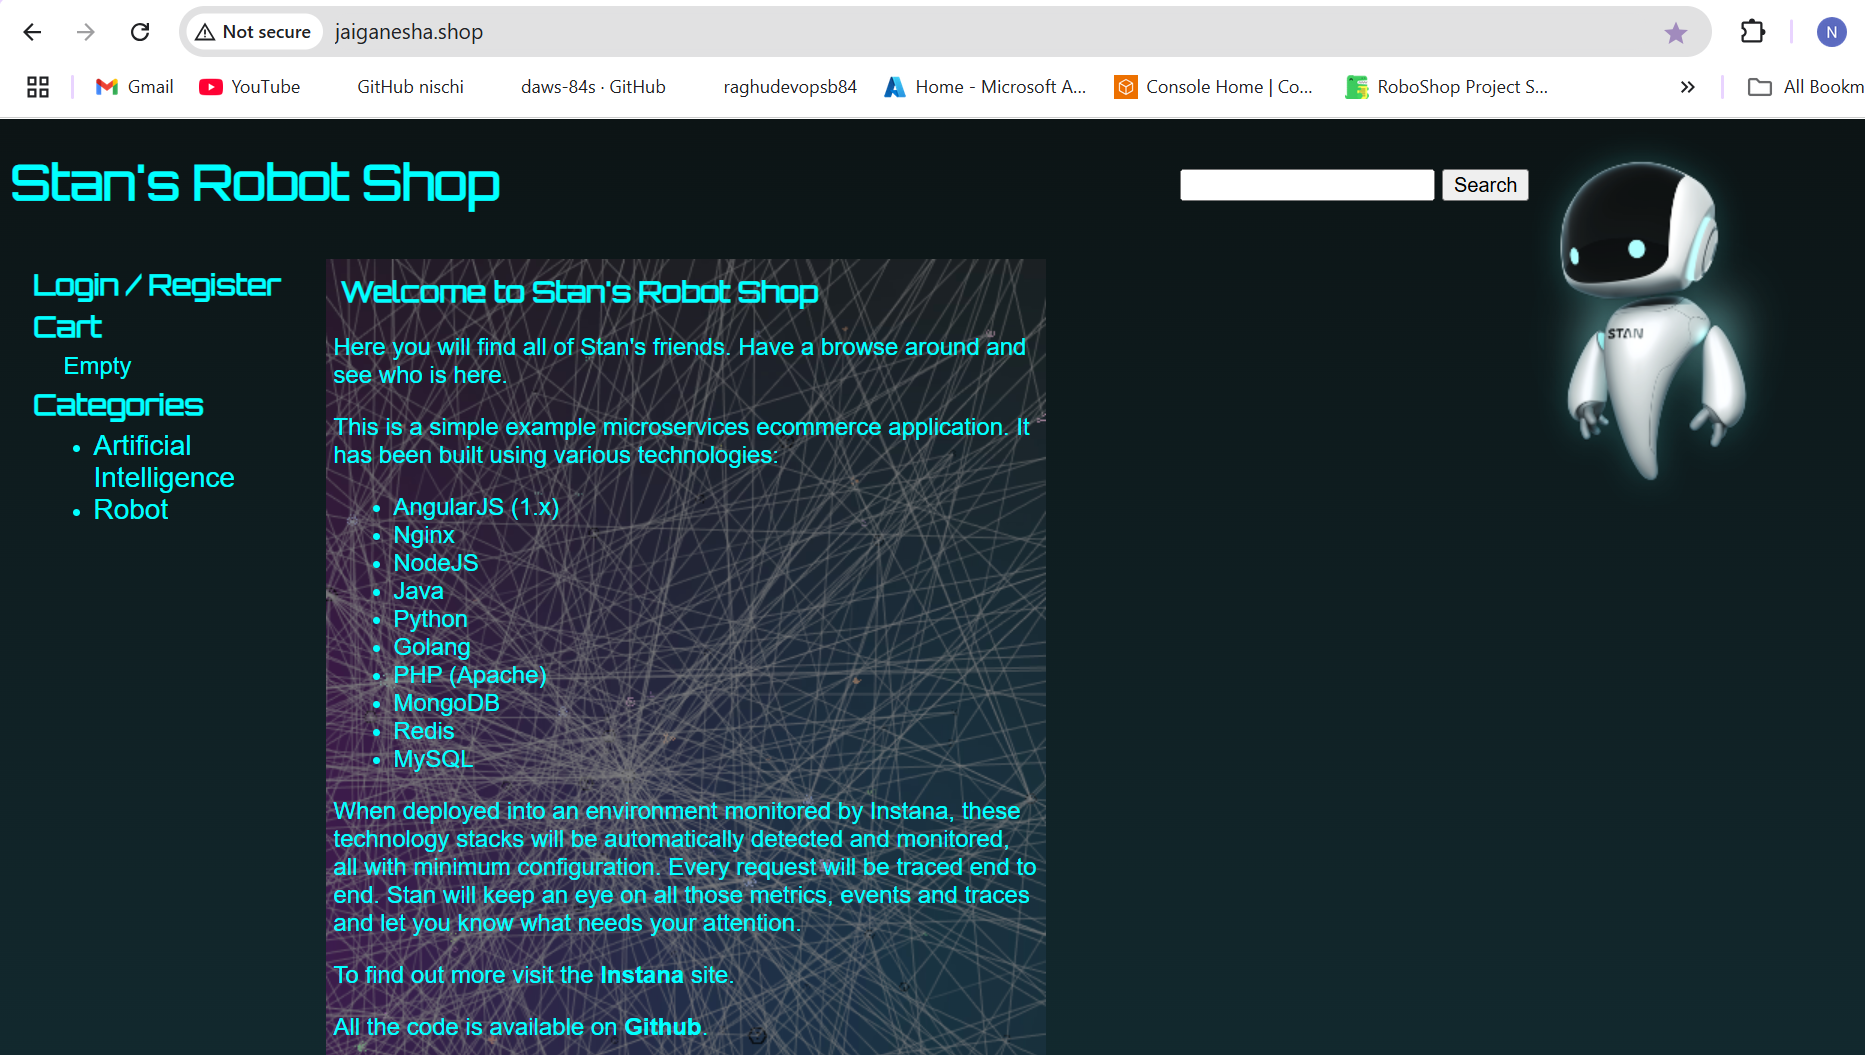 Not secure
jaiganesha.shop
N
Gmail
YouTube
GitHub nischi
daws-84s · GitHub
raghudevopsb84
Home - Microsoft A...
Console Home | Co...
RoboShop Project S...
»
All Bookm
Stan's Robot Shop
Search
STAN
Login / Register
Cart
Empty
Categories
• Artificial
Intelligence
• Robot
Welcome to Stan's Robot Shop
Here you will find all of Stan's friends. Have a browse around and
see who is here.
This is a simple example microservices ecommerce application. It
has been built using various technologies:
• AngularJS (1.x)
• Nginx
• NodeJS
• Java
• Python
• Golang
• PHP (Apache)
• MongoDB
• Redis
• MySQL
When deployed into an environment monitored by Instana, these
technology stacks will be automatically detected and monitored,
all with minimum configuration. Every request will be traced end to
end. Stan will keep an eye on all those metrics, events and traces
and let you know what needs your attention.
To find out more visit the Instana site.
All the code is available on Github.